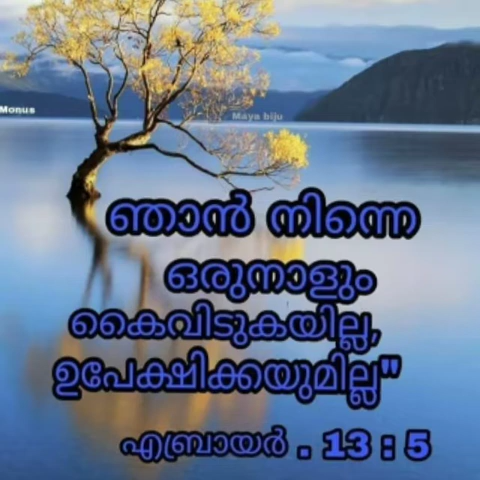 Monus
Maya biju
ഞാൻ നിന്നെ
ഒരുനാളും
കൈവിടുകയില്ല,
ഉപേക്ഷിക്കയുമില്ല"
എബ്രായർ . 13 : 5